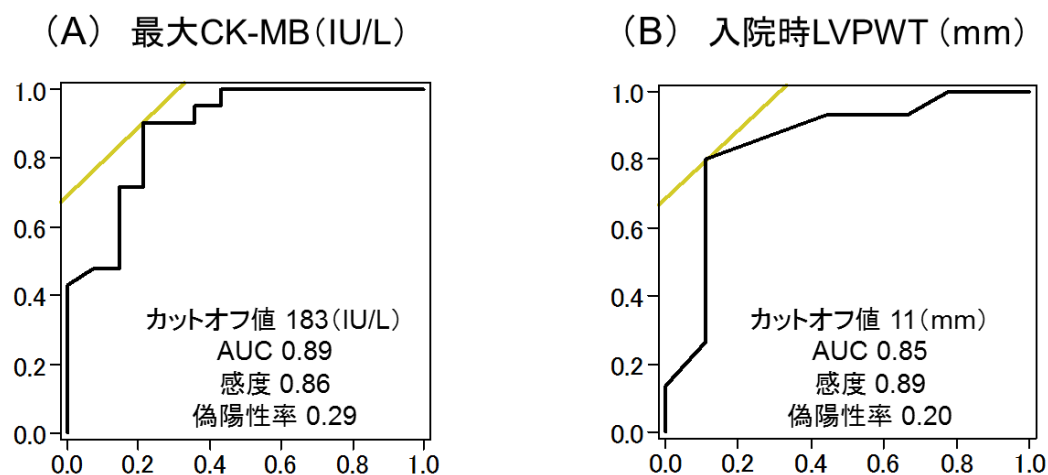 (A) 最大CK-MB(IU/L)
1.0
0.8
0.6
0.4
0.2
0.0
カットオフ値 183(IU/L)
AUC 0.89
感度 0.86
偽陽性率 0.29
0.0 0.2 0.4 0.6 0.8 1.0
(B) 入院時LVPWT (mm)
1.0
0.8
0.6
0.4
0.2
0.0
カットオフ値 11(mm)
AUC 0.85
感度 0.89
偽陽性率 0.20
0.0 0.2 0.4 0.6 0.8 1.0